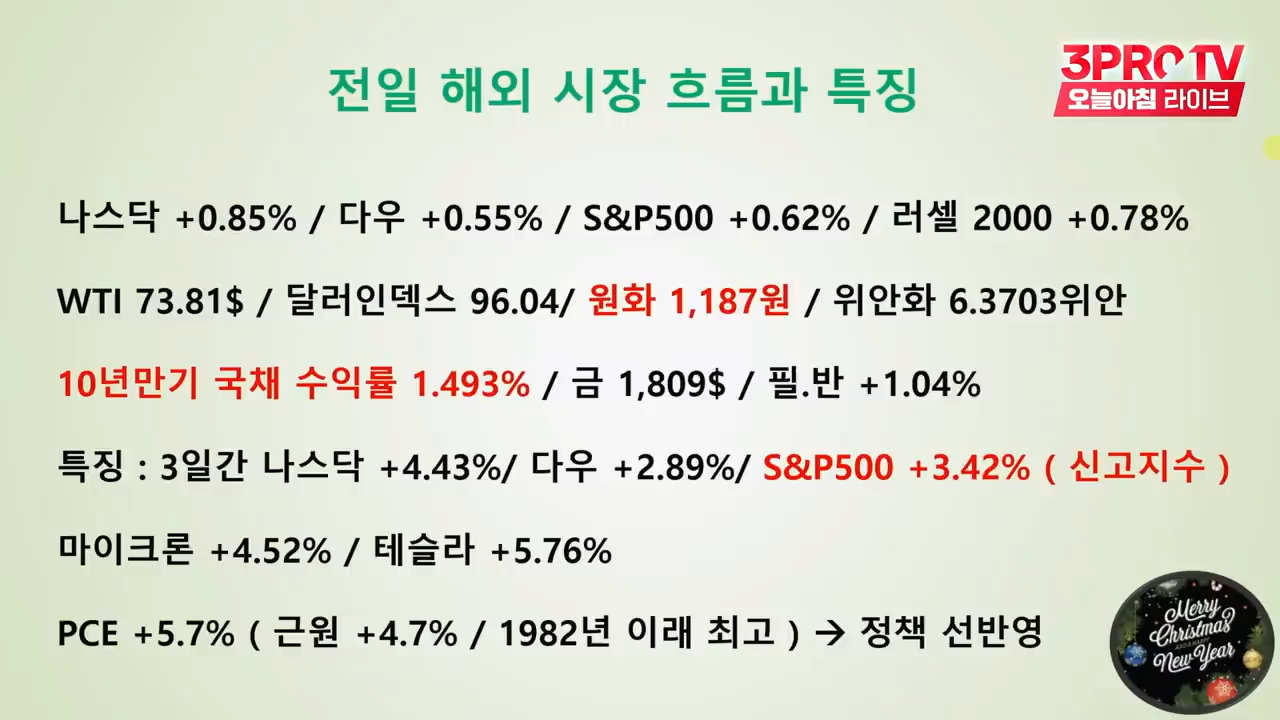 전일 해외 시장 흐름과 특징
3PRO TV
오늘아침 라이브
나스닥 +0.85% / 다우 +0.55% / S&P500 +0.62% / 러셀 2000 +0.78%
WTI 73.81$ / 달러인덱스 96.04/ 원화 1,187원 / 위안화 6.3703위안
10년만기 국채 수익률 1.493% / 금 1,809$ / 필.반 +1.04%
특징 : 3일간 나스닥 +4.43%/ 다우 +2.89%/ S&P500 +3.42% ( 신고지수 )
마이크론 +4.52% / 테슬라 +5.76%
PCE +5.7% ( 근원 +4.7% / 1982년 이래 최고 ) → 정책 선반영
Merry
Christmas
AND A HAPPY
New Year